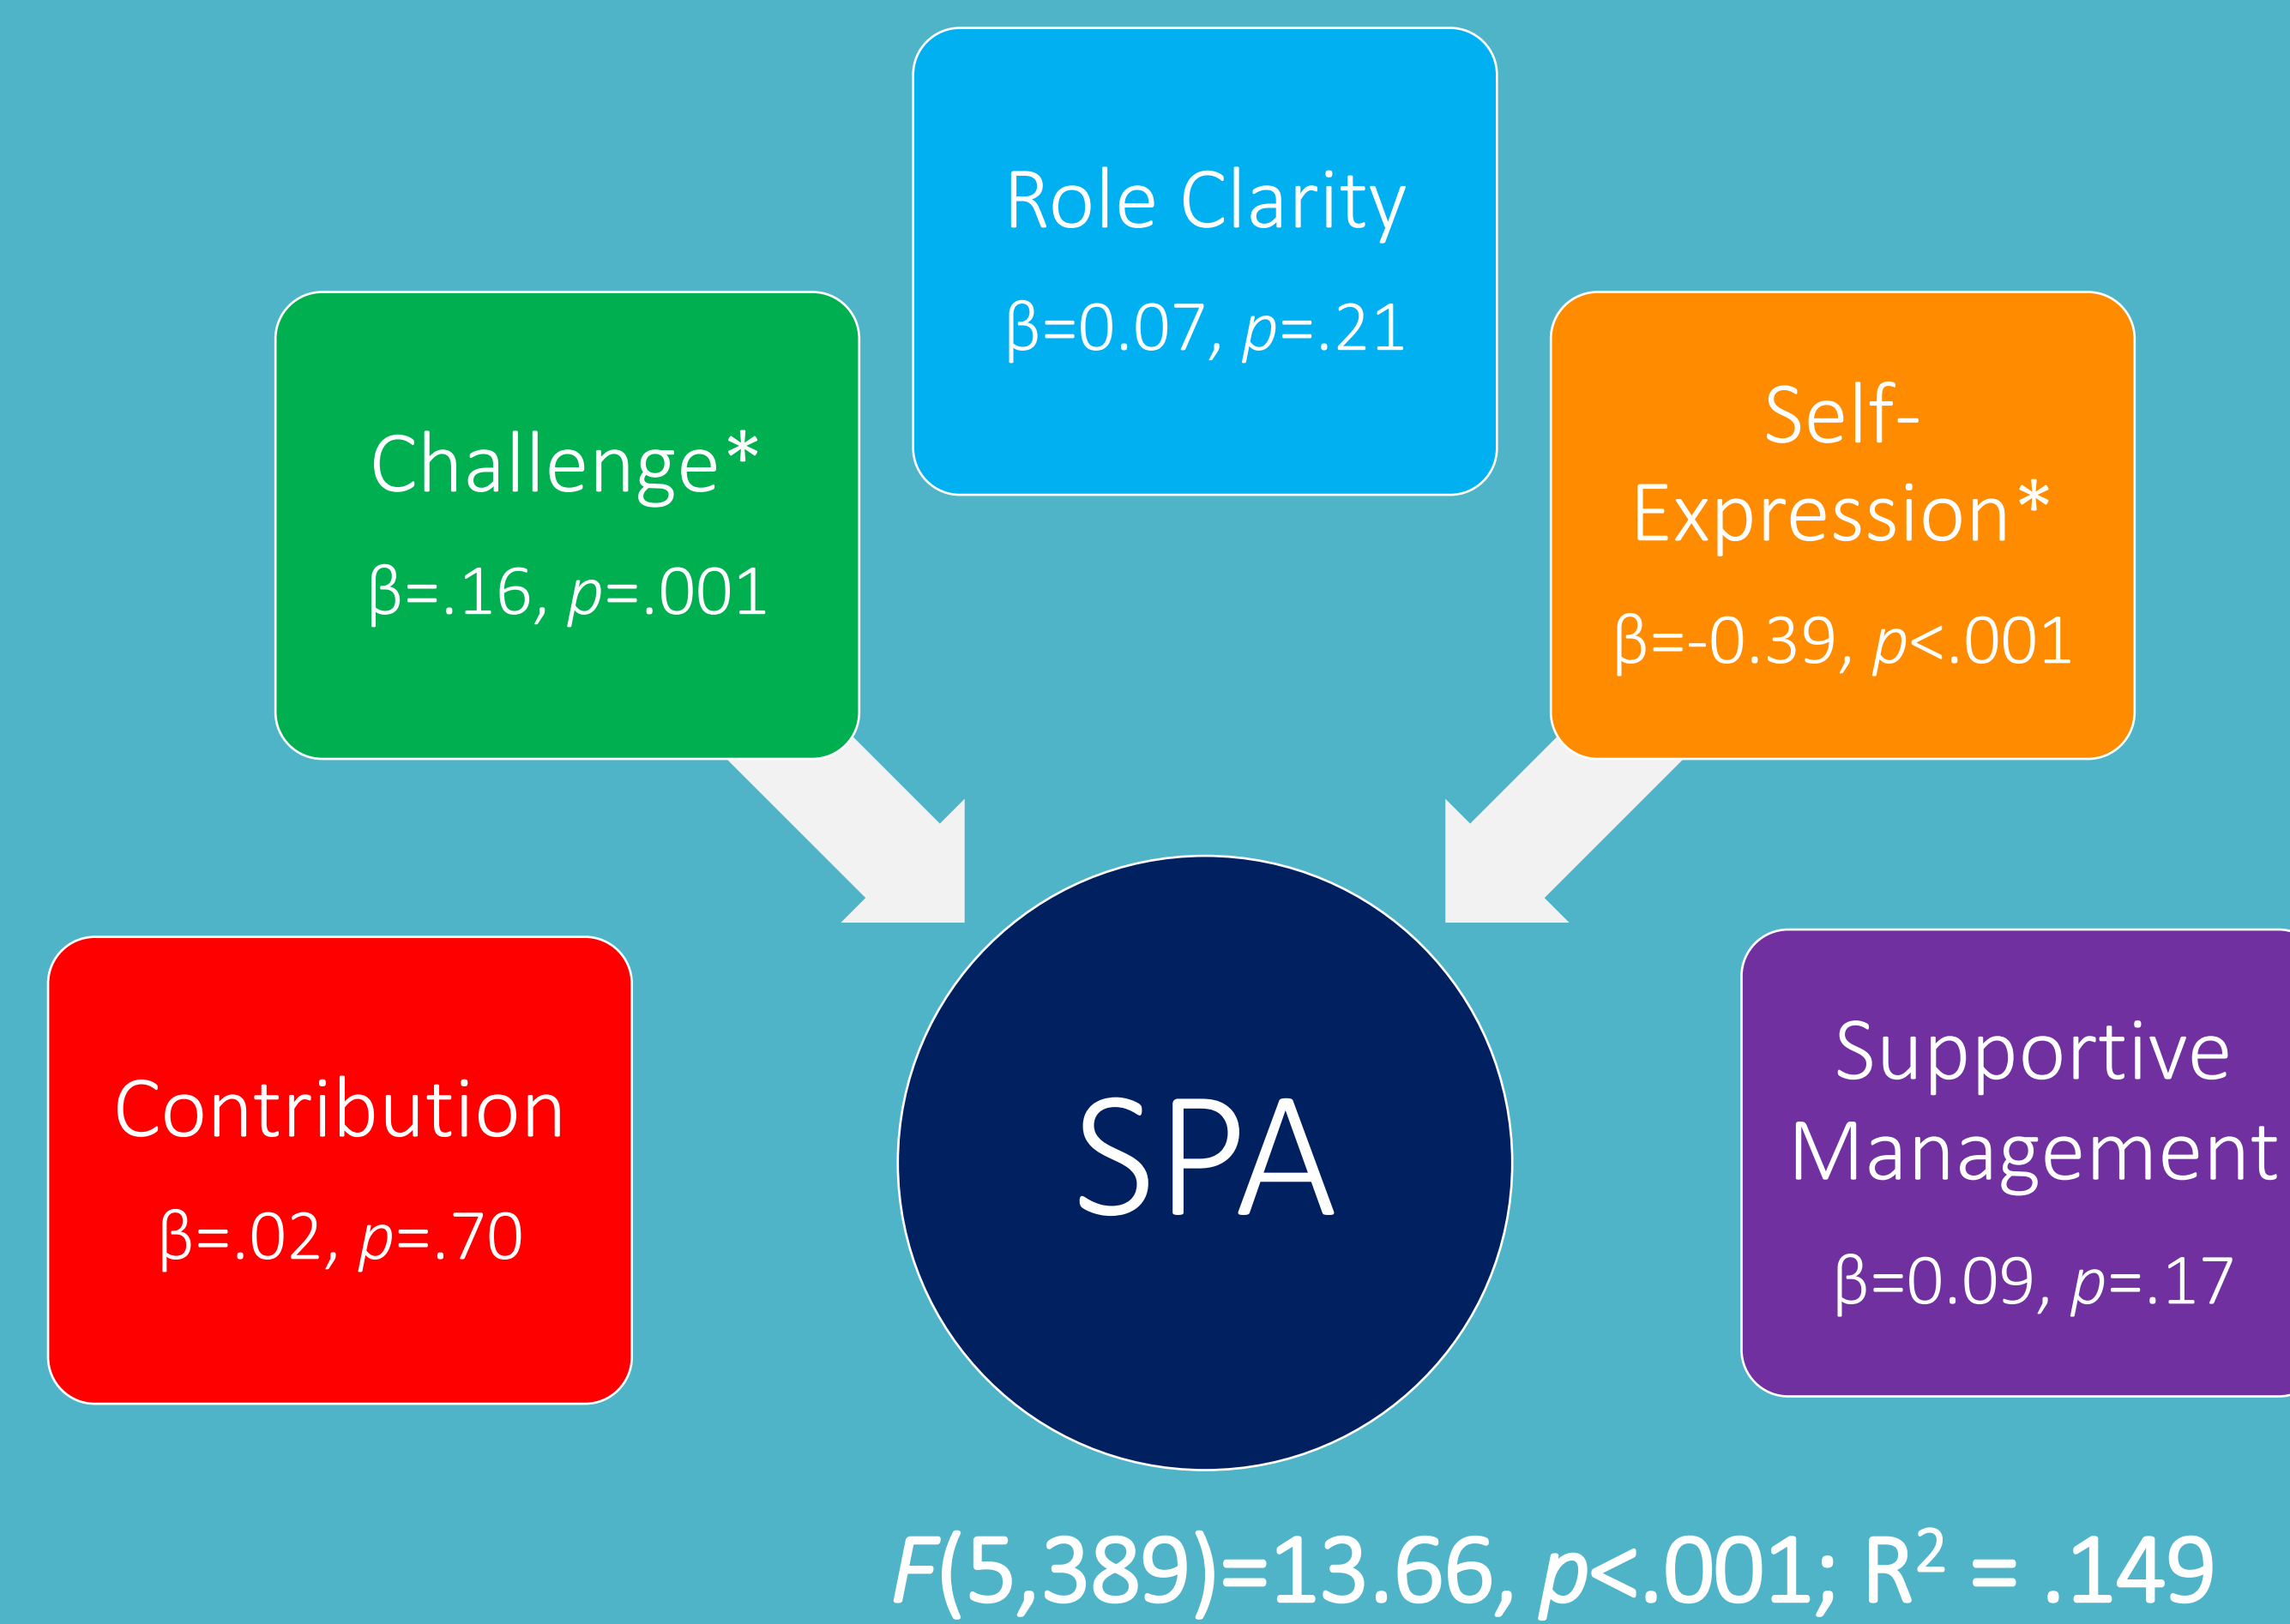 Role Clarity
β=0.07, p=.21
Challenge*
β=.16, p=.001
Self-
Expression*
β=-0.39, p<.001
Contribution
β=.02, p=.70
SPA
Supportive
Management
β=0.09, p=.17
F(5,389)=13.66, p<.001; R² = .149